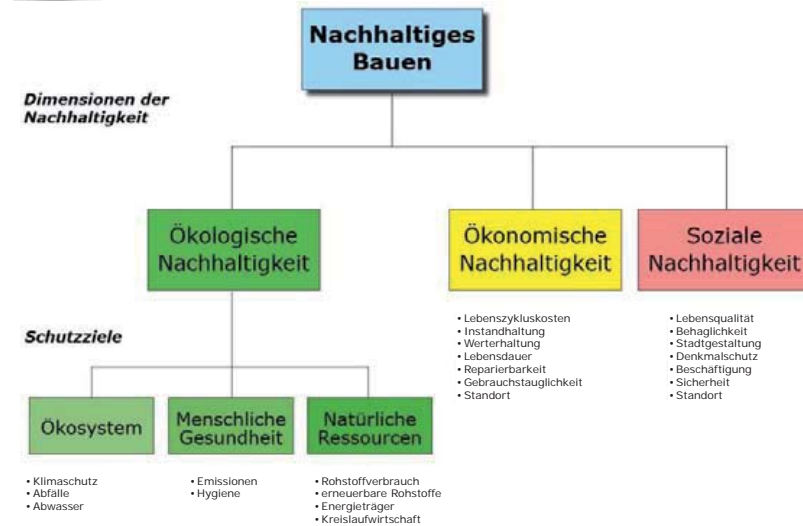 Nachhaltiges
Bauen
Dimensionen der
Nachhaltigkeit
Ökologische
Nachhaltigkeit
Ökonomische
Nachhaltigkeit
Soziale
Nachhaltigkeit
• Lebenszykluskosten
• Instandhaltung
• Werterhaltung
• Lebensdauer
• Reparierbarkeit
• Gebrauchstauglichkeit
• Standort
• Lebensqualität
• Behaglichkeit
• Stadtgestaltung
• Denkmalschutz
• Beschäftigung
• Sicherheit
• Standort
Schutzziele
Ökosystem
Menschliche
Gesundheit
Natürliche
Ressourcen
• Klimaschutz
• Abfälle
• Abwasser
• Emissionen
• Hygiene
• Rohstoffverbrauch
• erneuerbare Rohstoffe
• Energieträger
• Kreislaufwirtschaft